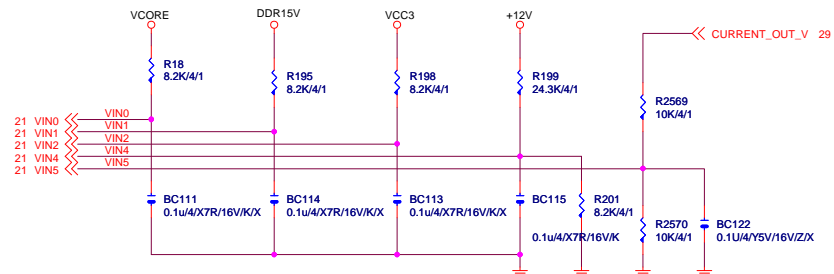 VCORE
DDR15V
VCC3
+12V
CURRENT_OUT_V 29
R18
8.2K/4/1
R195
8.2K/4/1
R198
8.2K/4/1
R199
24.3K/4/1
R2569
10K/4/1
21 VIN0 VIN0
21 VIN1 VIN1
21 VIN2 VIN2
21 VIN4 VIN4
21 VIN5 VIN5
BC111
0.1u/4/X7R/16V/K/X
BC114
0.1u/4/X7R/16V/K/X
BC113
0.1u/4/X7R/16V/K/X
BC115
0.1u/4/X7R/16V/K
R201
8.2K/4/1
R2570
10K/4/1
BC122
0.1U/4/Y5V/16V/Z/X